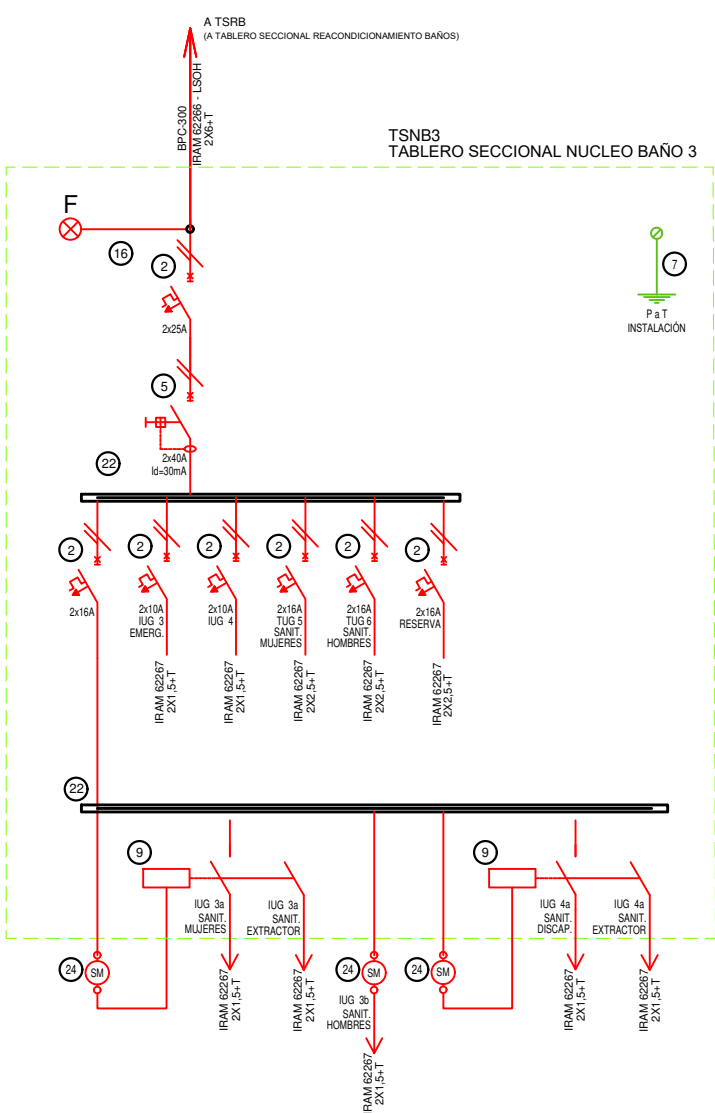 A TSRB
(A TABLERO SECCIONAL REACONDICIONAMIENTO BAÑOS)
BPC-300
IRAM 62266 - LSOH
2X6+T
TSNB3
TABLERO SECCIONAL NUCLEO BAÑO 3
F
16
2
7
P a T
INSTALACIÓN
2x25A
5
2x40A
Id=30mA
22
2
2
2
2
2
2
2x16A
2x10A
IUG 3
EMERG.
2x10A
IUG 4
2x16A
TUG 5
SANIT.
MUJERES
2x16A
TUG 6
SANIT.
HOMBRES
2x16A
RESERVA
IRAM 62267
2X1,5+T
IRAM 62267
2X1,5+T
IRAM 62267
2X2,5+T
IRAM 62267
2X2,5+T
IRAM 62267
2X2,5+T
22
9
9
IUG 3a
SANIT.
MUJERES
IUG 3a
SANIT.
EXTRACTOR
IUG 4a
SANIT.
DISCAP.
IUG 4a
SANIT.
EXTRACTOR
24
SM
24
SM
24
SM
IRAM 62267
2X1,5+T
IRAM 62267
2X1,5+T
IUG 3b
SANIT.
HOMBRES
IRAM 62267
2X1,5+T
IRAM 62267
2X1,5+T
IRAM 62267
2X1,5+T